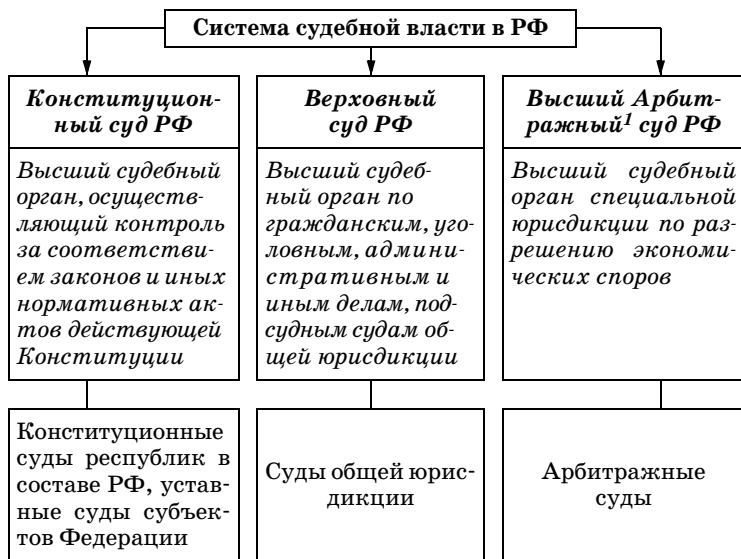 Система судебной власти в РФ
Конституцион-
ный суд РФ
Высший судебный
орган, осуществ-
ляющий контроль
за соответстви-
ем законов и иных
нормативных ак-
тов действующей
Конституции
Конституционные
суды республик в
составе РФ, устав-
ные суды субъек-
тов Федерации
Верховный
суд РФ
Высший судеб-
ный орган по
гражданским, уго-
ловным, админи-
стративным и
иным делам, под-
судным судам об-
щей юрисдикции
Суды общей юрис-
дикции
Высший Арбит-
ражный1 суд РФ
Высший судебный
орган специальной
юрисдикции по раз-
решению экономи-
ческих споров
Арбитражные
суды